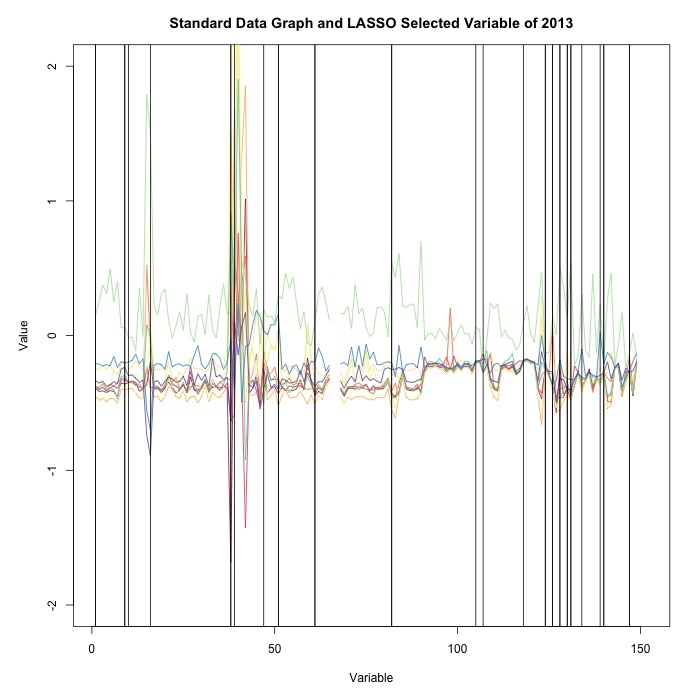 Standard Data Graph and LASSO Selected Variable of 2013
2
1
0
-1
-2
Value
0 50 100 150
Variable